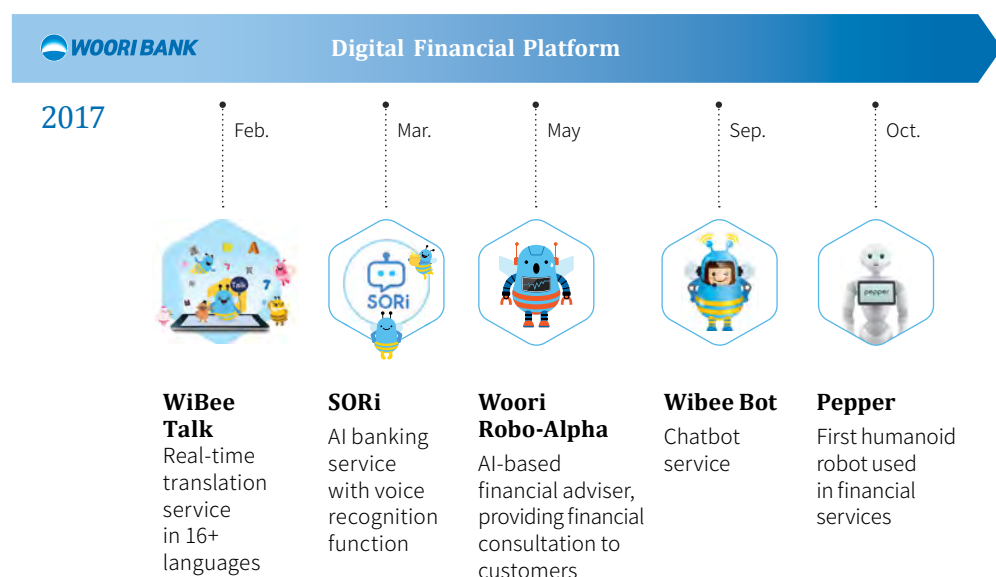 WOORI BANK
Digital Financial Platform
2017
Feb.
Mar.
May
Sep.
Oct.
Talk
SORi
pepper
WiBee
Talk
Real-time
translation
service
in 16+
languages
SORi
AI banking
service
with voice
recognition
function
Woori
Robo-Alpha
AI-based
financial adviser,
providing financial
consultation to
customers
Wibee Bot
Chatbot
service
Pepper
First humanoid
robot used
in financial
services